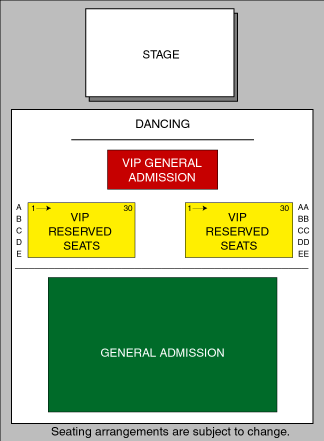 STAGE
DANCING
VIP GENERAL
ADMISSION
A
B
C
D
E
1 → 30
VIP
RESERVED
SEATS
1 → 30
VIP
RESERVED
SEATS
AA
BB
CC
DD
EE
GENERAL ADMISSION
Seating arrangements are subject to change.